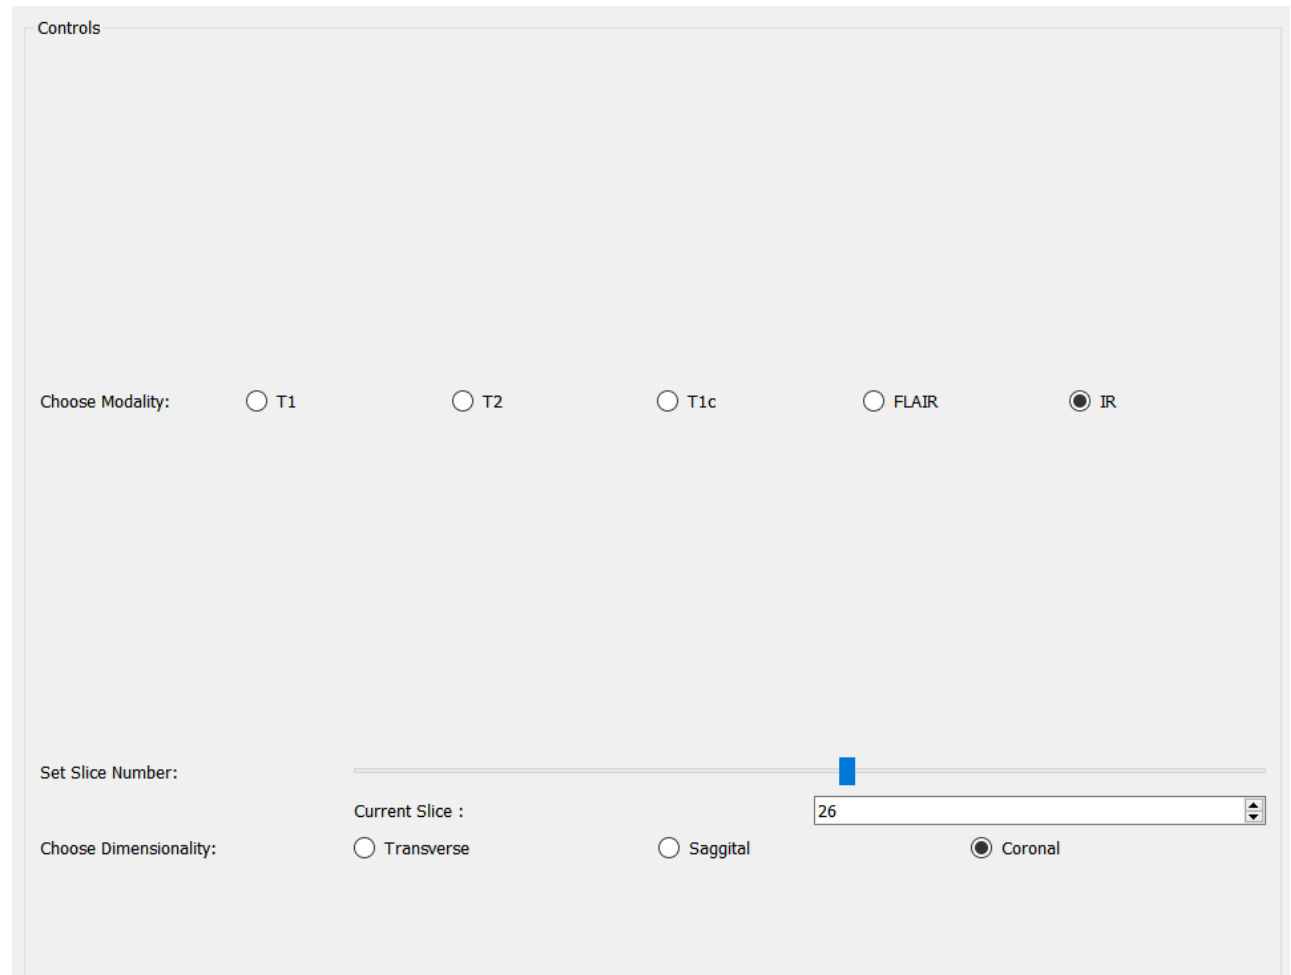 Controls
Choose Modality: T1 T2 T1c FLAIR IR
Set Slice Number:
Current Slice : 26
Choose Dimensionality: Transverse Saggital Coronal